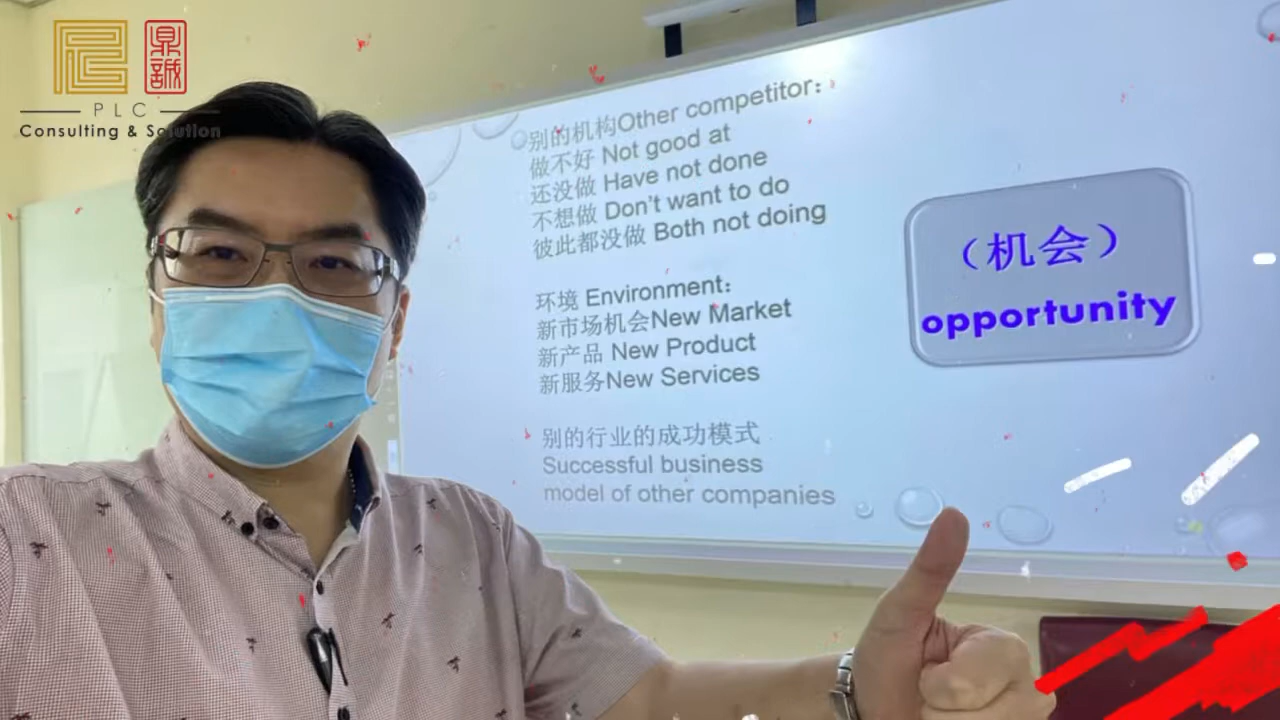 鼎
誠
PLC
Consulting & Solution
别的机构Other competitor：
做不好 Not good at
还没做 Have not done
不想做 Don't want to do
彼此都没做 Both not doing
环境 Environment：
新市场机会New Market
新产品 New Product
新服务New Services
别的行业的成功模式
Successful business
model of other companies
（机会）
opportunity